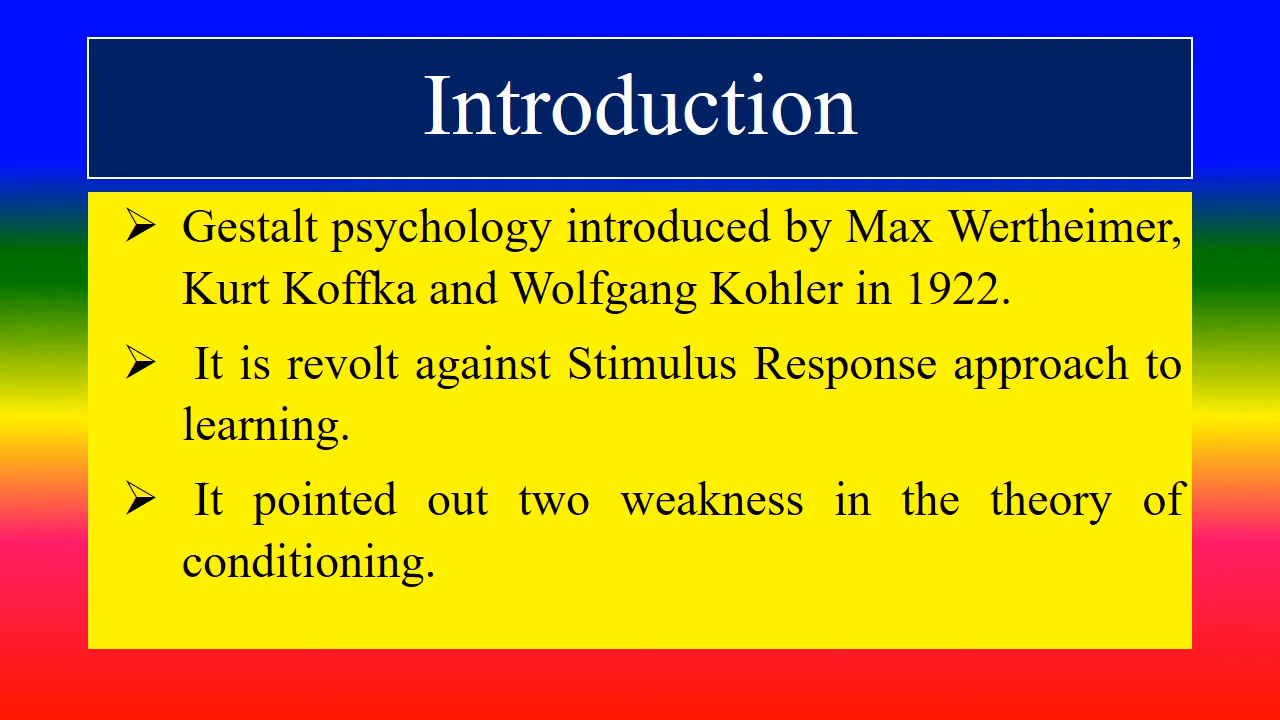 Introduction
➢ Gestalt psychology introduced by Max Wertheimer,
Kurt Koffka and Wolfgang Kohler in 1922.
➢ It is revolt against Stimulus Response approach to
learning.
➢ It pointed out two weakness in the theory of
conditioning.